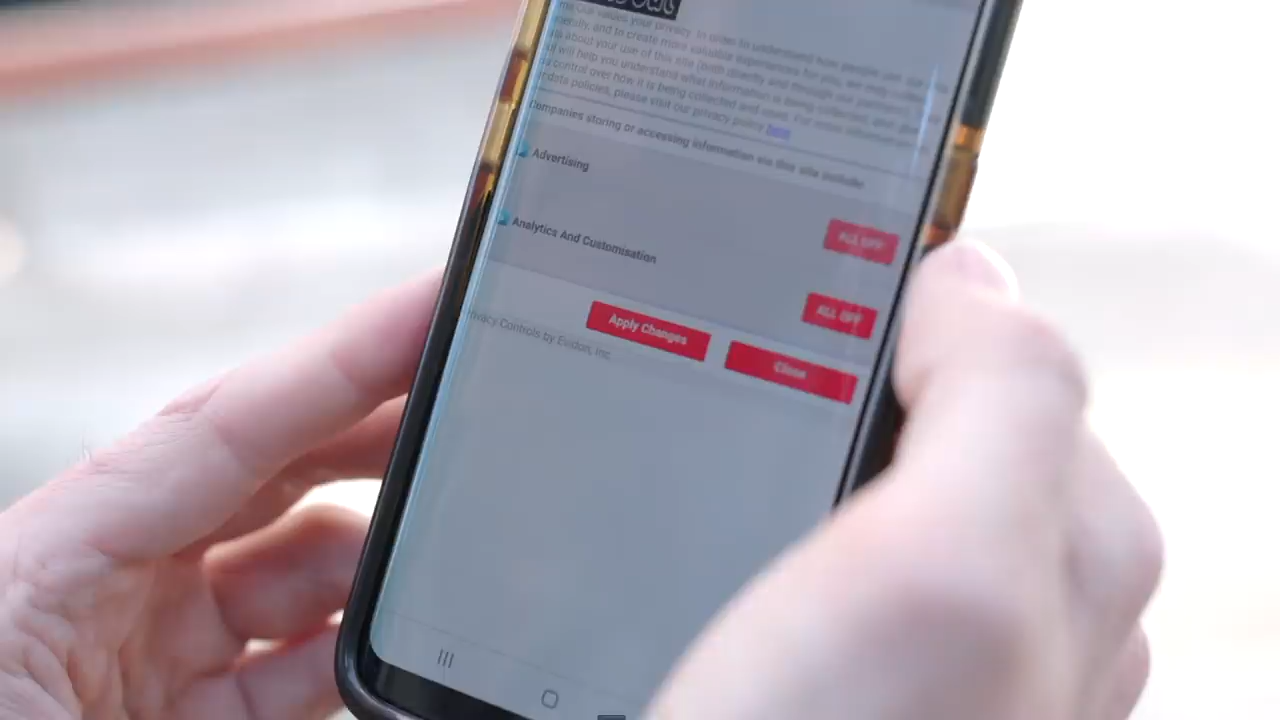 values your privacy. In order to understand how people use our
and to create more valuable experiences for you, we may collect
about your use of this site (both directly and through our partners).
will help you understand what information is being collected,
control over how it is being collected and used. For more information
data policies, please visit our privacy policy here
Companies storing or accessing information via this site include:
Advertising
ALL OFF
Analytics And Customisation
ALL OFF
Apply Changes
Close
Privacy Controls by Evidon, Inc.